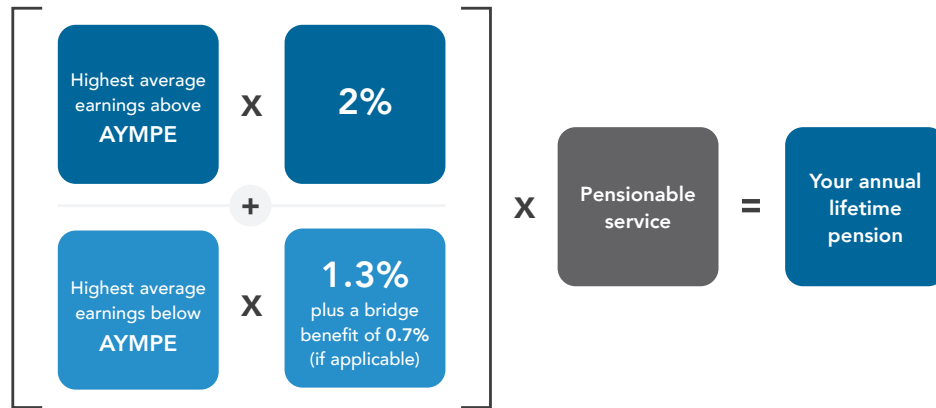 Highest average
earnings above
AYMPE
X
2%
+
Highest average
earnings below
AYMPE
X
1.3%
plus a bridge
benefit of 0.7%
(if applicable)
X
Pensionable
service
=
Your annual
lifetime
pension